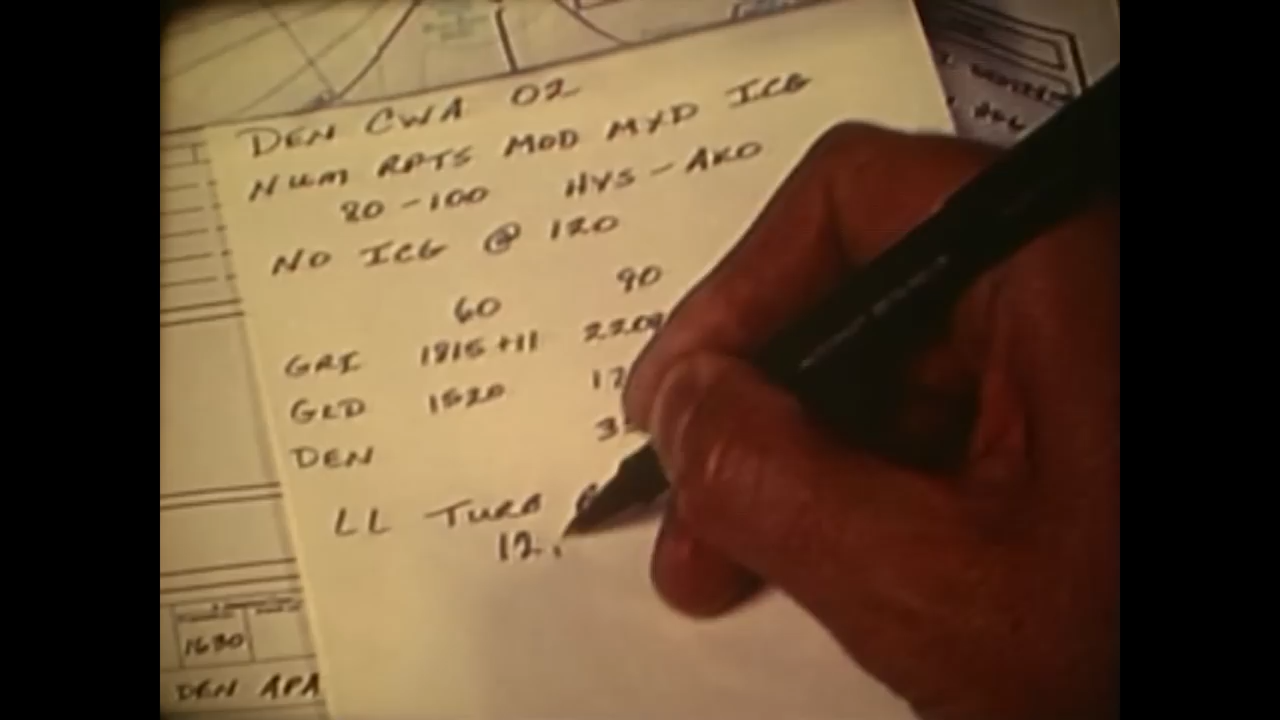 DEN CWA 02
NUM RPTS MOD MXD ICG
80-100 HYS-AKO
NO ICG @ 120
60 90
GRI 1815+11
GLD 1520
DEN
LL TURB
12
1630
DEN APA